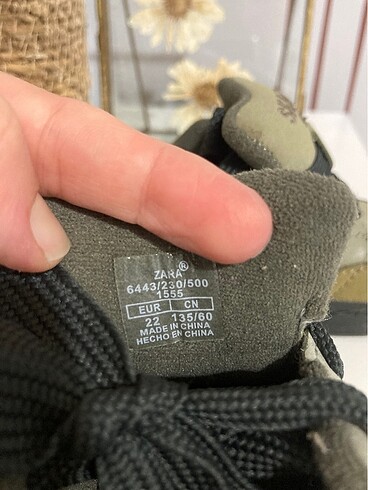 ZARA®
6443/230/500
1555
EUR CN
22 135/60
MADE IN CHINA
HECHO EN CHINA